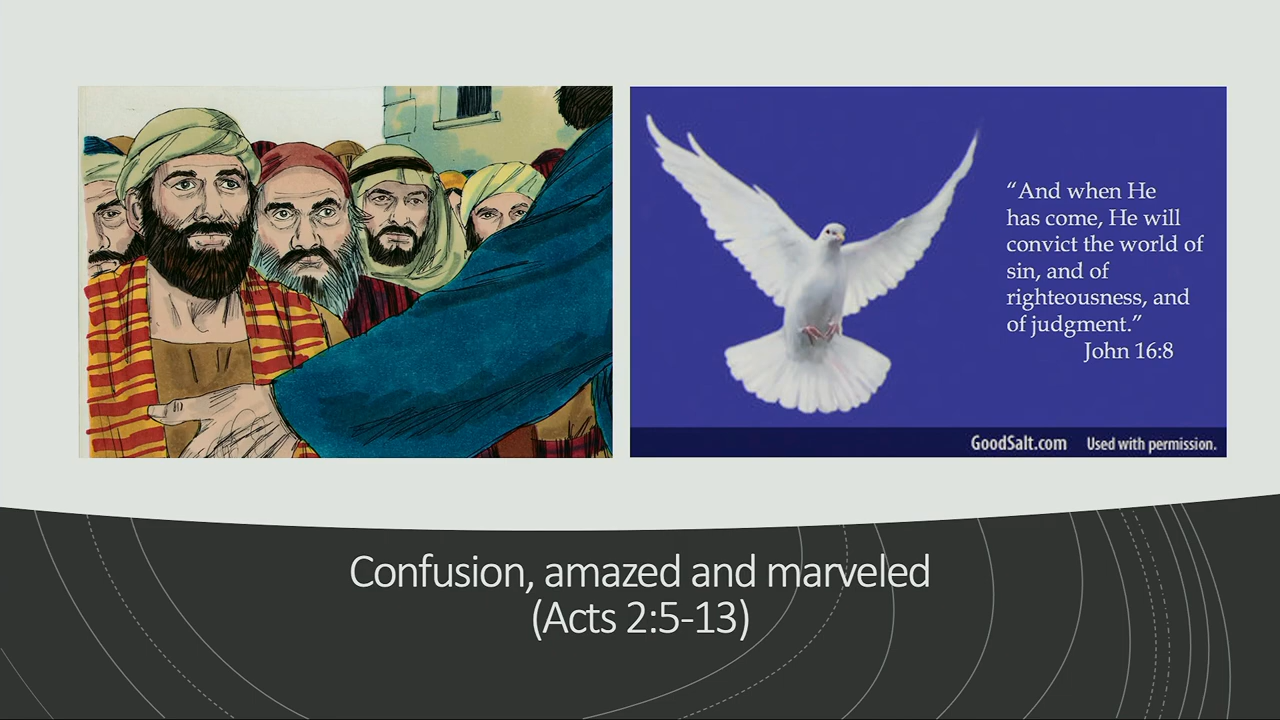 “And when He
has come, He will
convict the world of
sin, and of
righteousness, and
of judgment.”
John 16:8
GoodSalt.com Used with permission.
Confusion, amazed and marveled
(Acts 2:5-13)